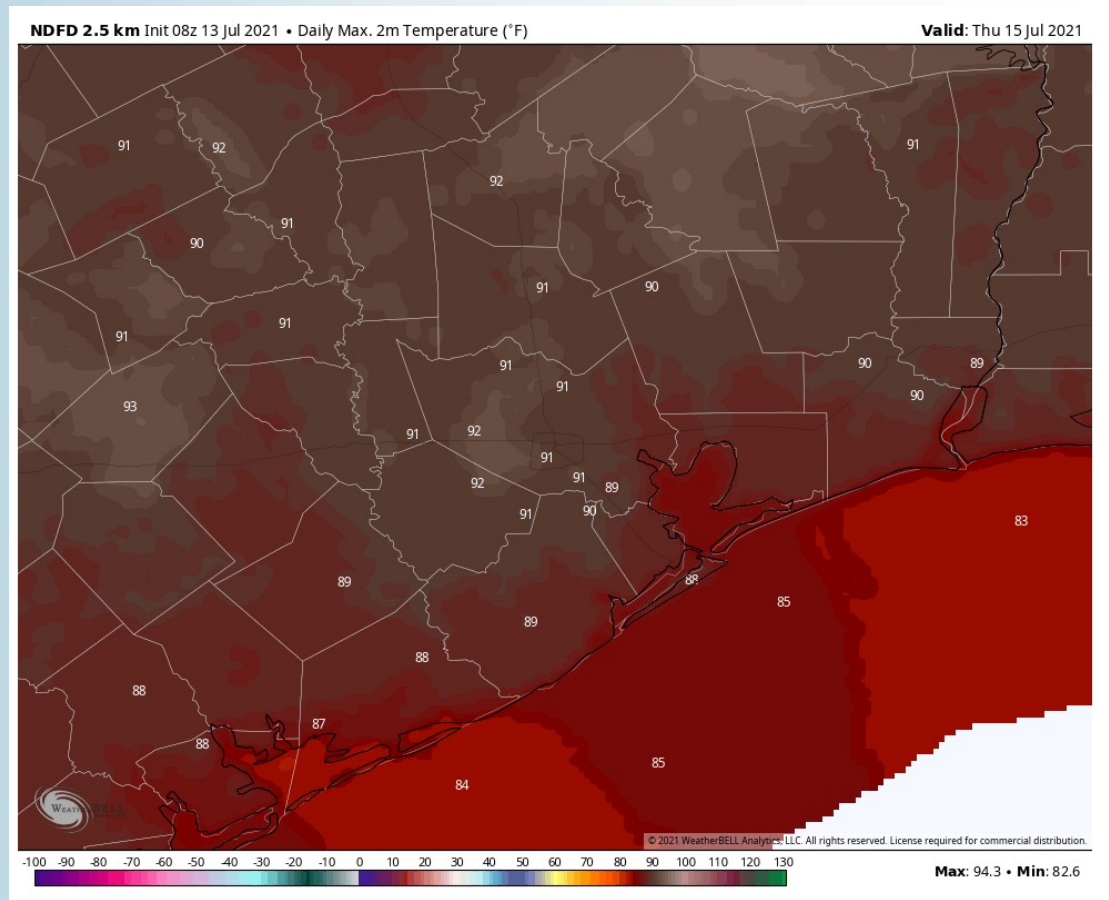 NDFD 2.5 km Init 08z 13 Jul 2021 • Daily Max. 2m Temperature (°F) Valid: Thu 15 Jul 2021
91 92 91
92
91
90
91 90
91
91
91 90 89
91 90
93
91 92
91
92 91 89
91 90
83
89 88 85
89
88
88
87
88
85
84
WEATHERBELL
© 2021 WeatherBELL Analytics, LLC. All rights reserved. License required for commercial distribution.
-100 -90 -80 -70 -60 -50 -40 -30 -20 -10 0 10 20 30 40 50 60 70 80 90 100 110 120 130
Max: 94.3 • Min: 82.6